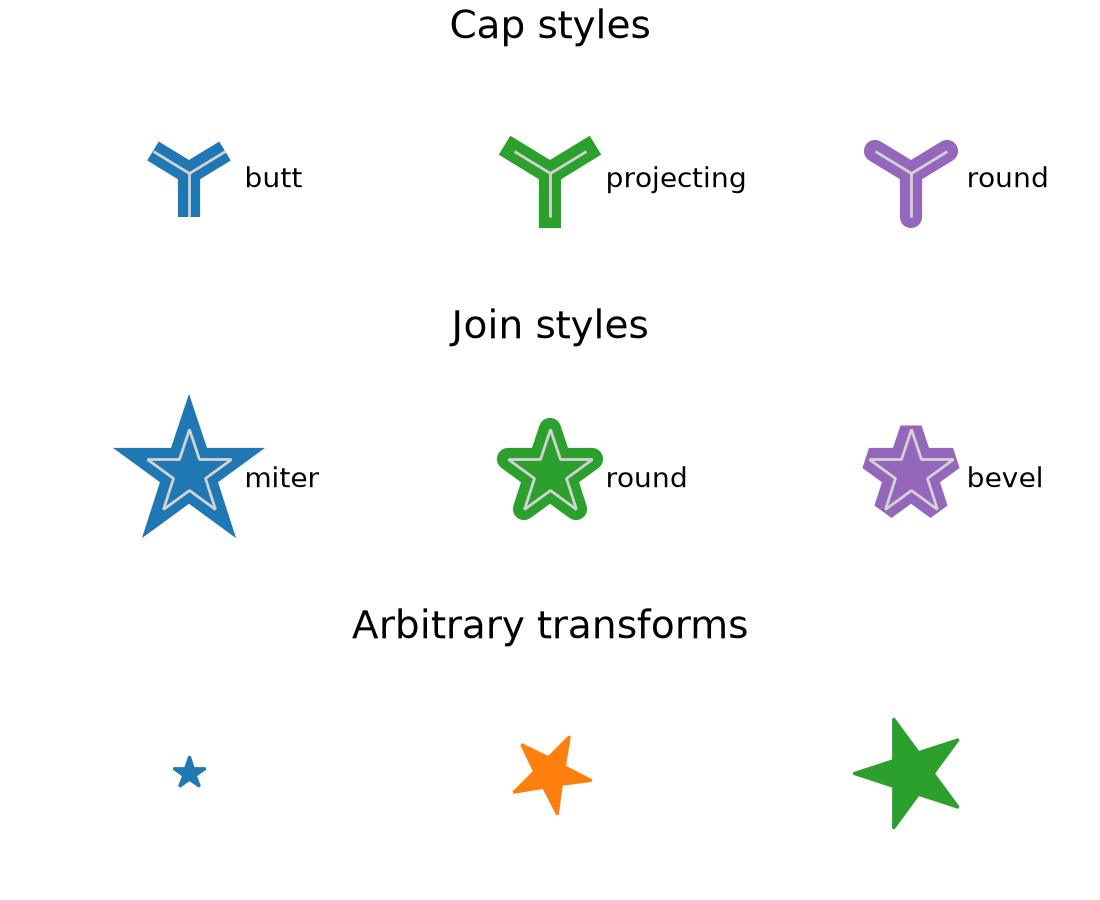 Cap styles
butt
projecting
round
Join styles
miter
round
bevel
Arbitrary transforms